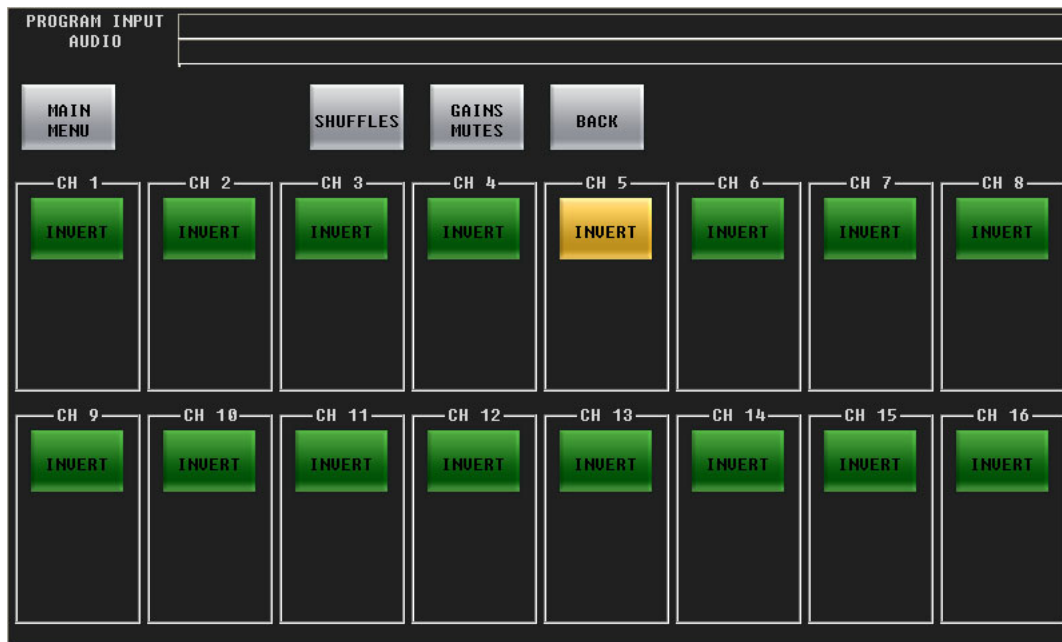 PROGRAM INPUT
AUDIO
MAIN
MENU
SHUFFLES
GAINS
MUTES
BACK
CH 1
CH 2
CH 3
CH 4
CH 5
CH 6
CH 7
CH 8
INVERT
INVERT
INVERT
INVERT
INVERT
INVERT
INVERT
INVERT
CH 9
CH 10
CH 11
CH 12
CH 13
CH 14
CH 15
CH 16
INVERT
INVERT
INVERT
INVERT
INVERT
INVERT
INVERT
INVERT